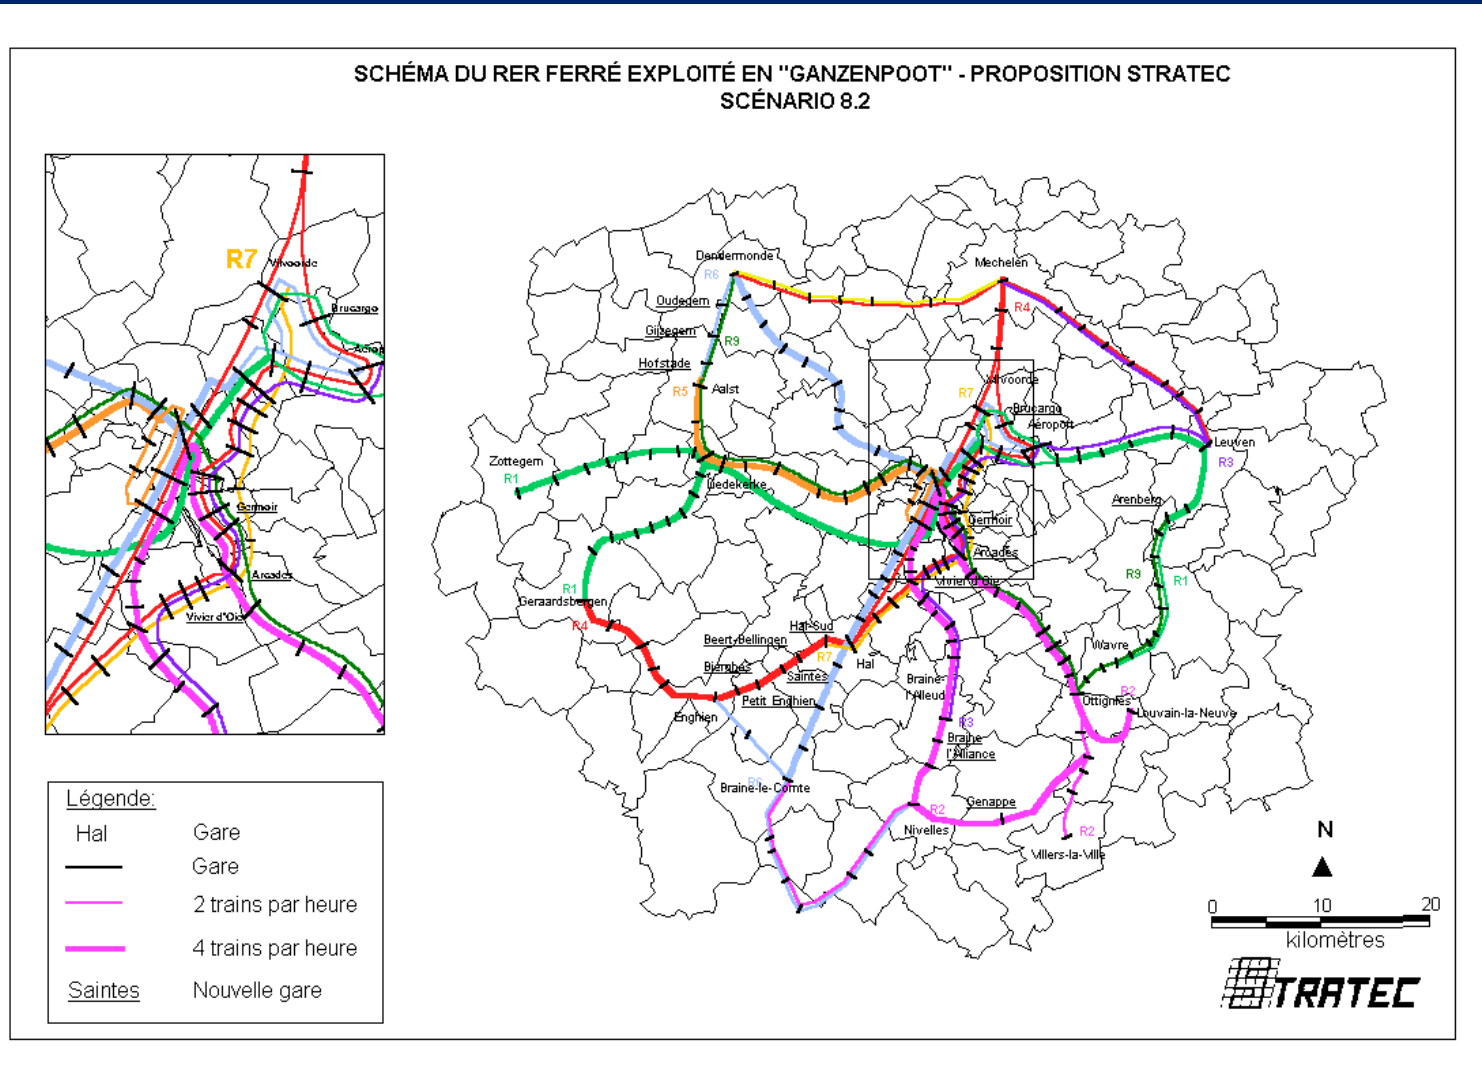 SCHÉMA DU RER FERRÉ EXPLOITÉ EN "GANZENPOOT" - PROPOSITION STRATEC
SCÉNARIO 8.2
R7
Vilvoorde
Brucargo
Germoir
Arcades
Vivier d'Oie
Dendermonde
R6
Mechelen
R4
Oudegem
Gijzegem
R9
Hofstade
R5
Aalst
Vilvoorde
R7
Brucargo
Aéroport
Leuven
R3
Zottegem
R1
Liedekerke
Arenberg
Germoir
Arcades
Vivier d'Oie
R9
R1
R1
Geraardsbergen
R4
Hal-Sud
Beert-Bellingen
R7
Hal
Bierghes
Saintes
Petit Enghien
Enghien
Wavre
Braine-
l'Alleud
R2
Ottignies
Louvain-la-Neuve
R3
Braine
l'Alliance
R6
Braine-le-Comte
Genappe
R2
Nivelles
R2
Villers-la-Ville
Légende:
Hal Gare
Gare
2 trains par heure
4 trains par heure
Saintes Nouvelle gare
N
0 10 20
kilomètres
STRATEC